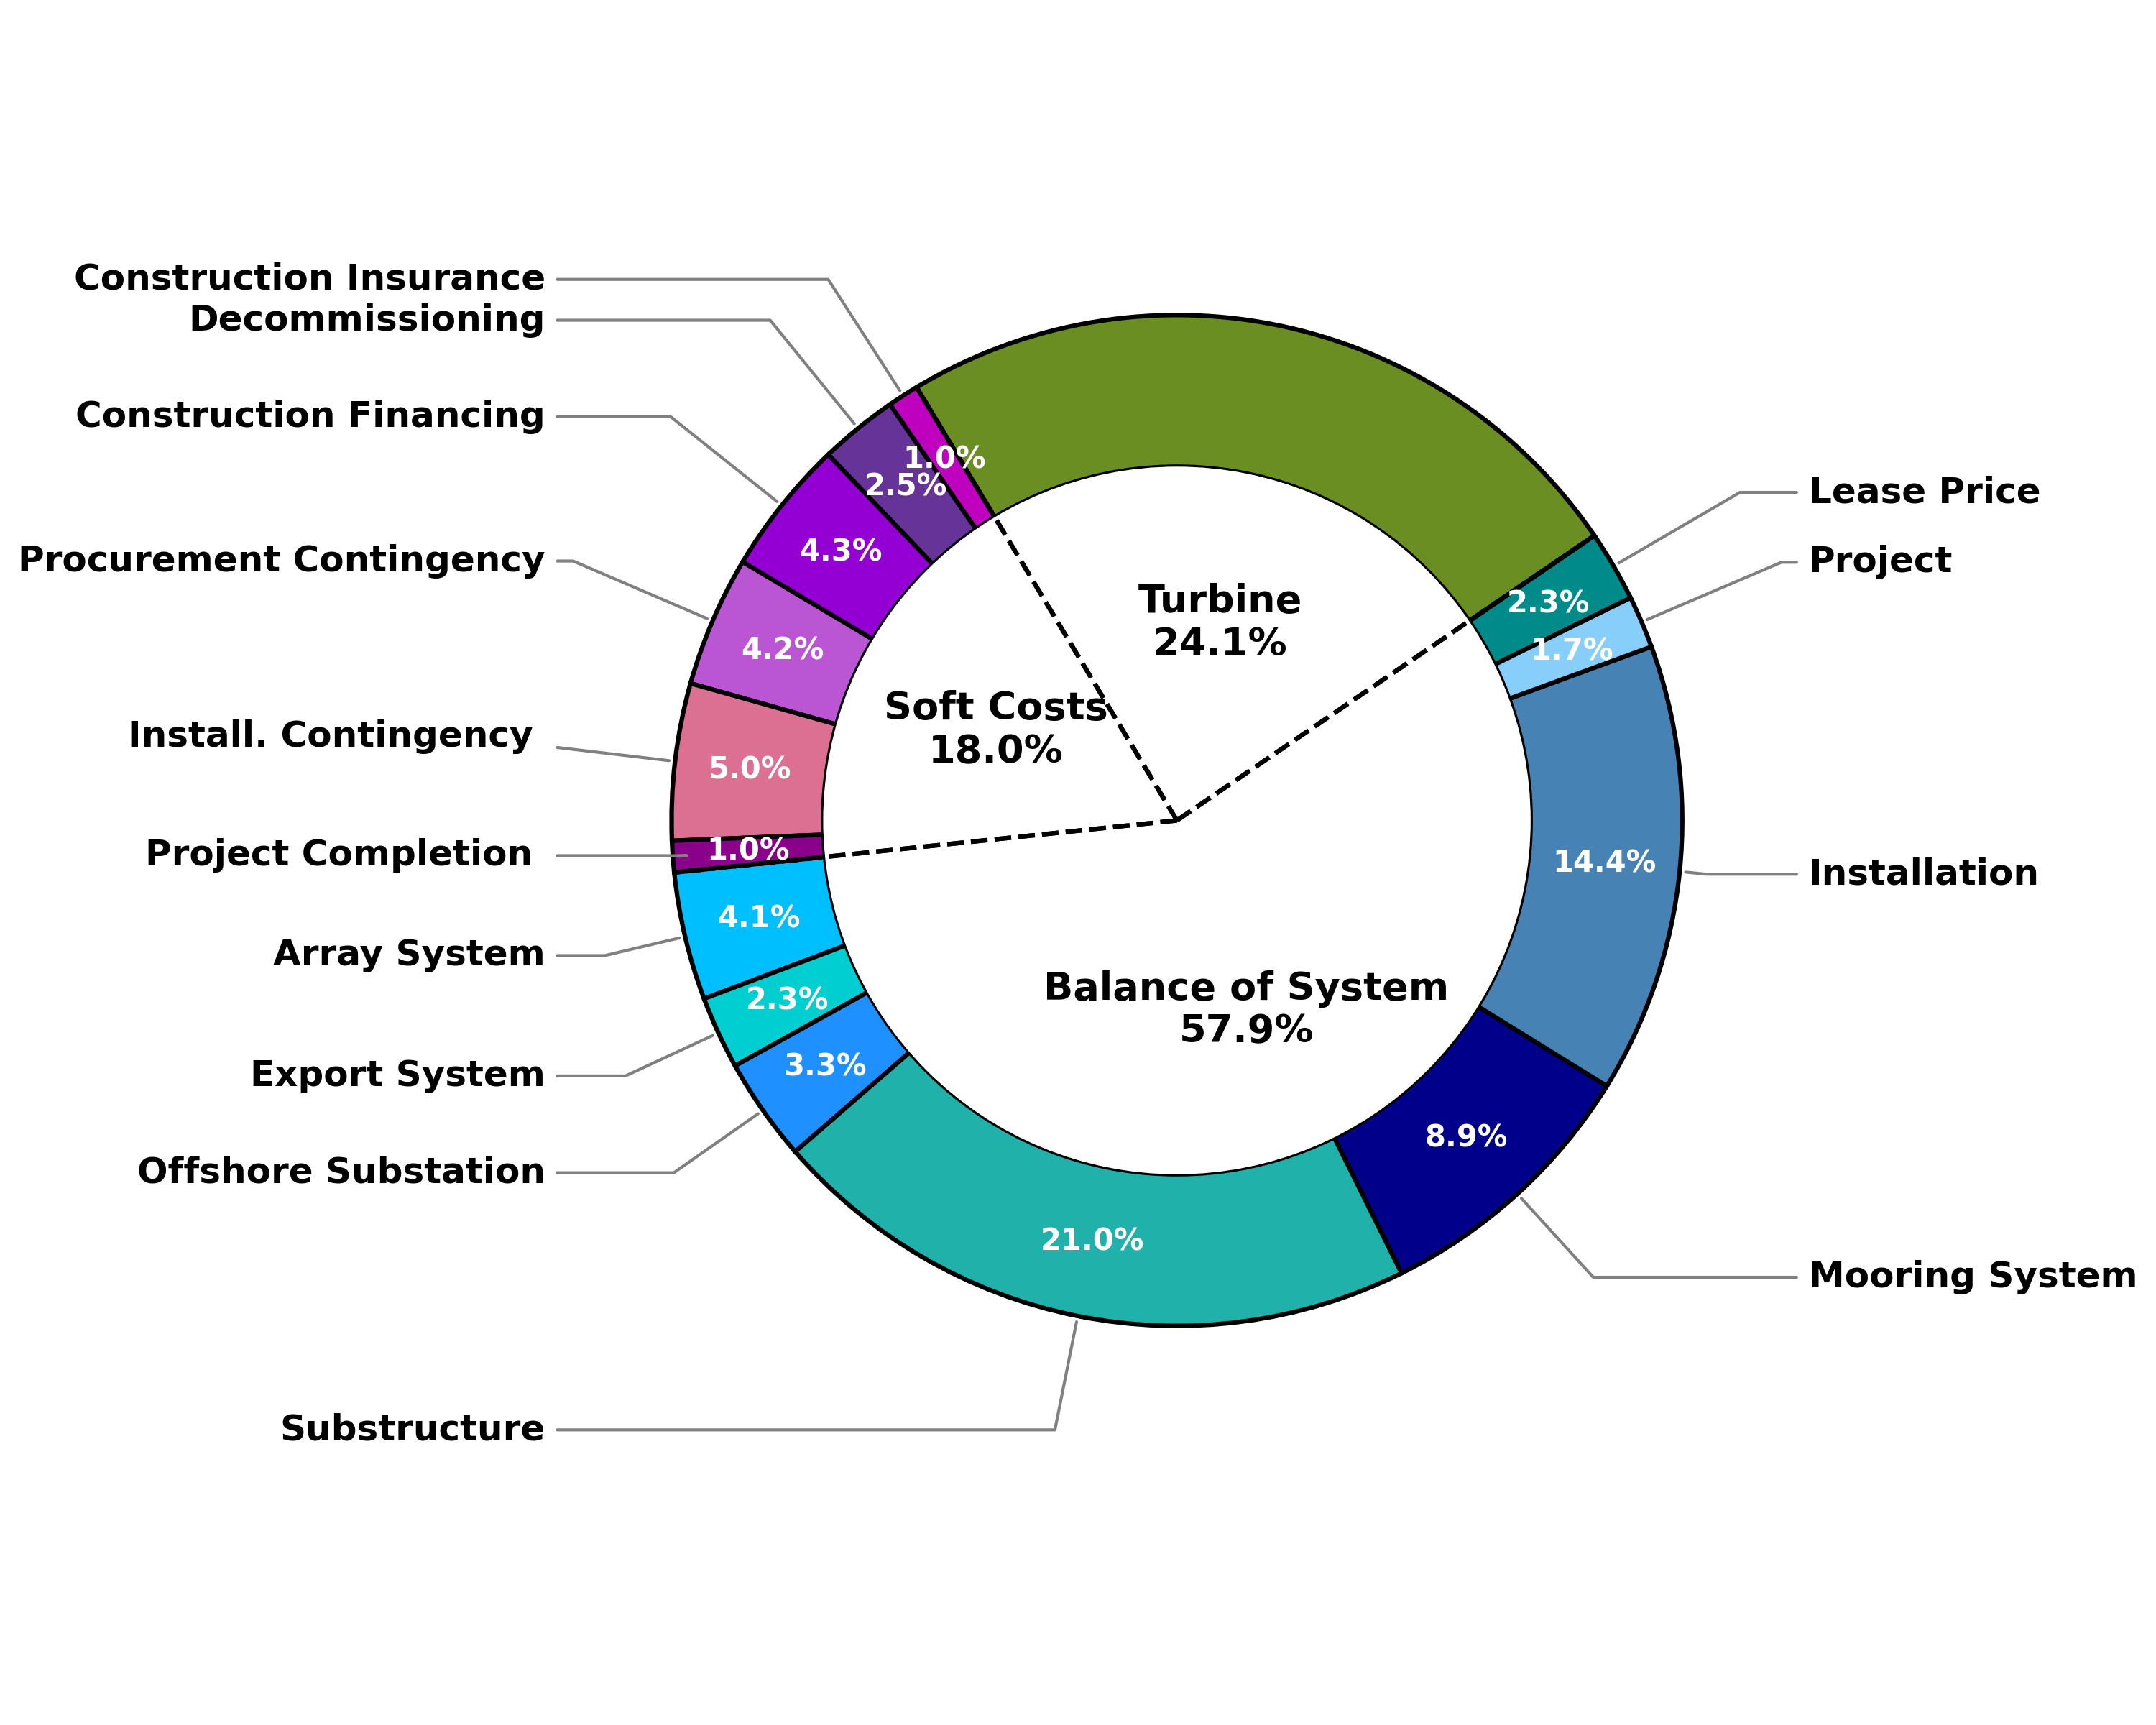 Construction Insurance
Decommissioning
Construction Financing
Procurement Contingency
Install. Contingency
Project Completion
Array System
Export System
Offshore Substation
Substructure
1.0%
2.5%
4.3%
4.2%
5.0%
1.0%
4.1%
2.3%
3.3%
21.0%
Turbine
24.1%
Soft Costs
18.0%
Balance of System
57.9%
2.3%
1.7%
14.4%
8.9%
Lease Price
Project
Installation
Mooring System